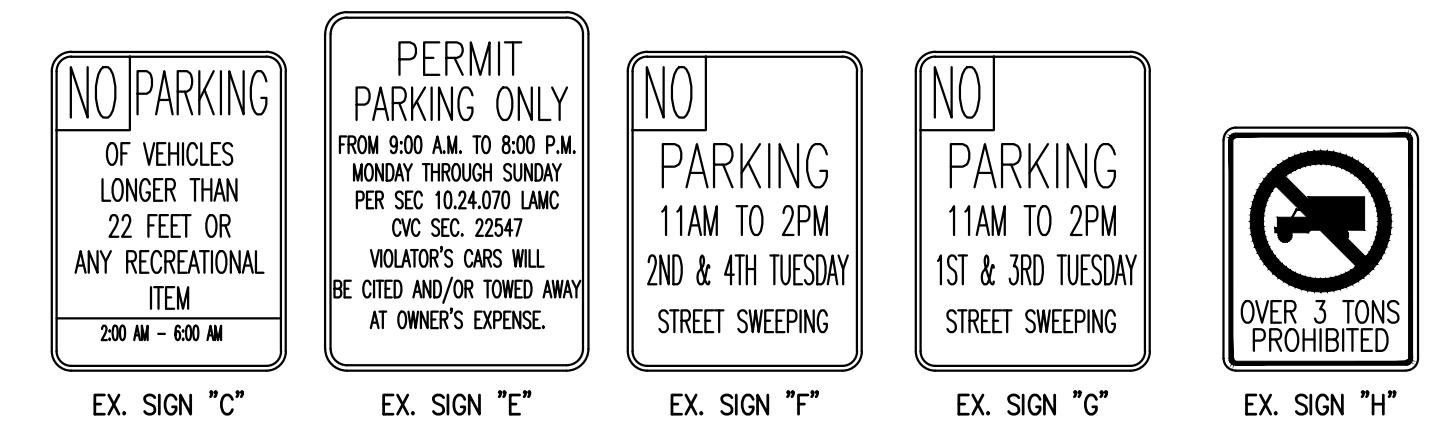 NO PARKING
OF VEHICLES
LONGER THAN
22 FEET OR
ANY RECREATIONAL
ITEM
2:00 AM - 6:00 AM
EX. SIGN "C"
PERMIT
PARKING ONLY
FROM 9:00 A.M. TO 8:00 P.M.
MONDAY THROUGH SUNDAY
PER SEC 10.24.070 LAMC
CVC SEC. 22547
VIOLATOR'S CARS WILL
BE CITED AND/OR TOWED AWAY
AT OWNER'S EXPENSE.
EX. SIGN "E"
NO
PARKING
11AM TO 2PM
2ND & 4TH TUESDAY
STREET SWEEPING
EX. SIGN "F"
NO
PARKING
11AM TO 2PM
1ST & 3RD TUESDAY
STREET SWEEPING
EX. SIGN "G"
OVER 3 TONS
PROHIBITED
EX. SIGN "H"